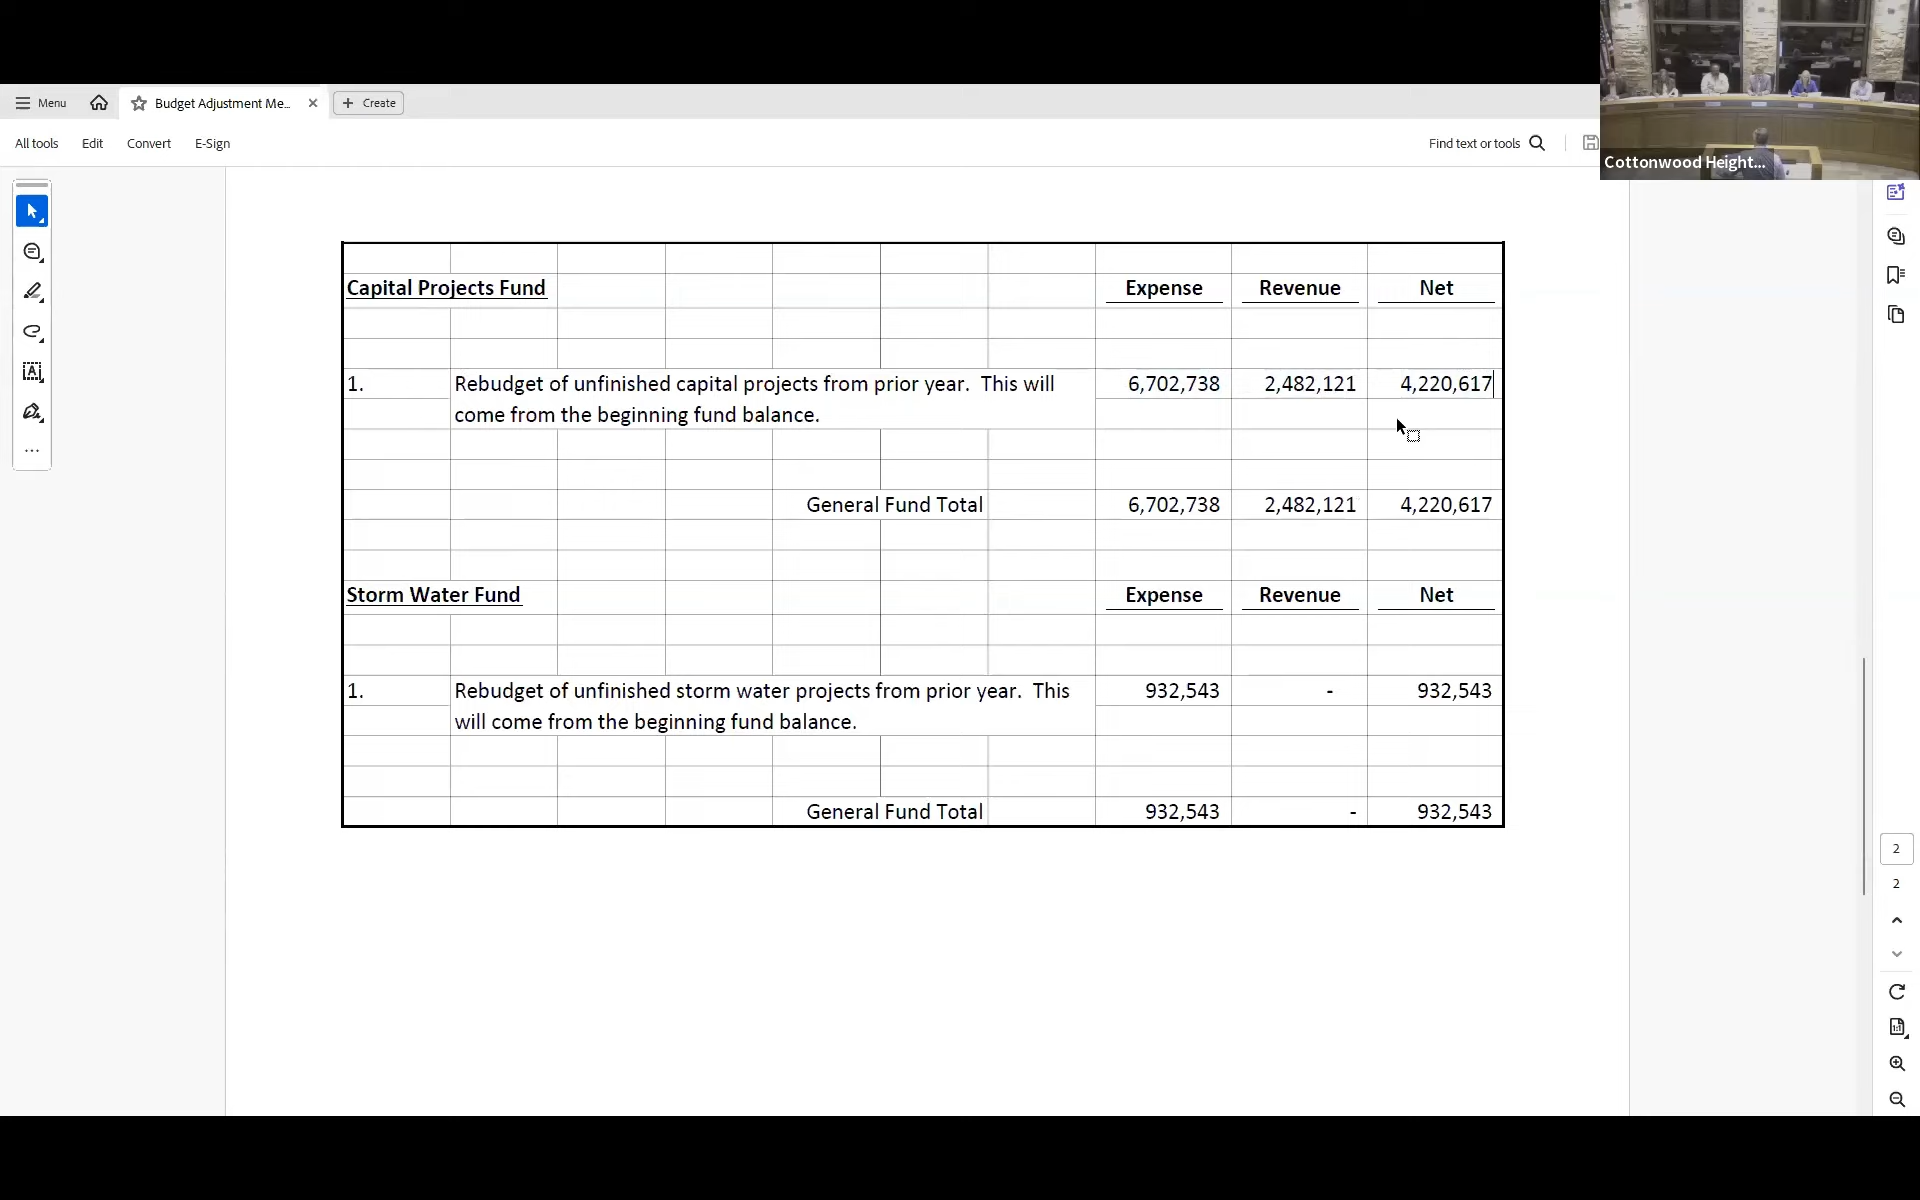 Menu
Budget Adjustment Me...
Create
All tools
Edit
Convert
E-Sign
Find text or tools
Cottonwood Height...
Capital Projects Fund Expense Revenue Net
1. Rebudget of unfinished capital projects from prior year. This will 6,702,738 2,482,121 4,220,617
come from the beginning fund balance.
General Fund Total 6,702,738 2,482,121 4,220,617
Storm Water Fund Expense Revenue Net
1. Rebudget of unfinished storm water projects from prior year. This 932,543 - 932,543
will come from the beginning fund balance.
General Fund Total 932,543 - 932,543
2
2